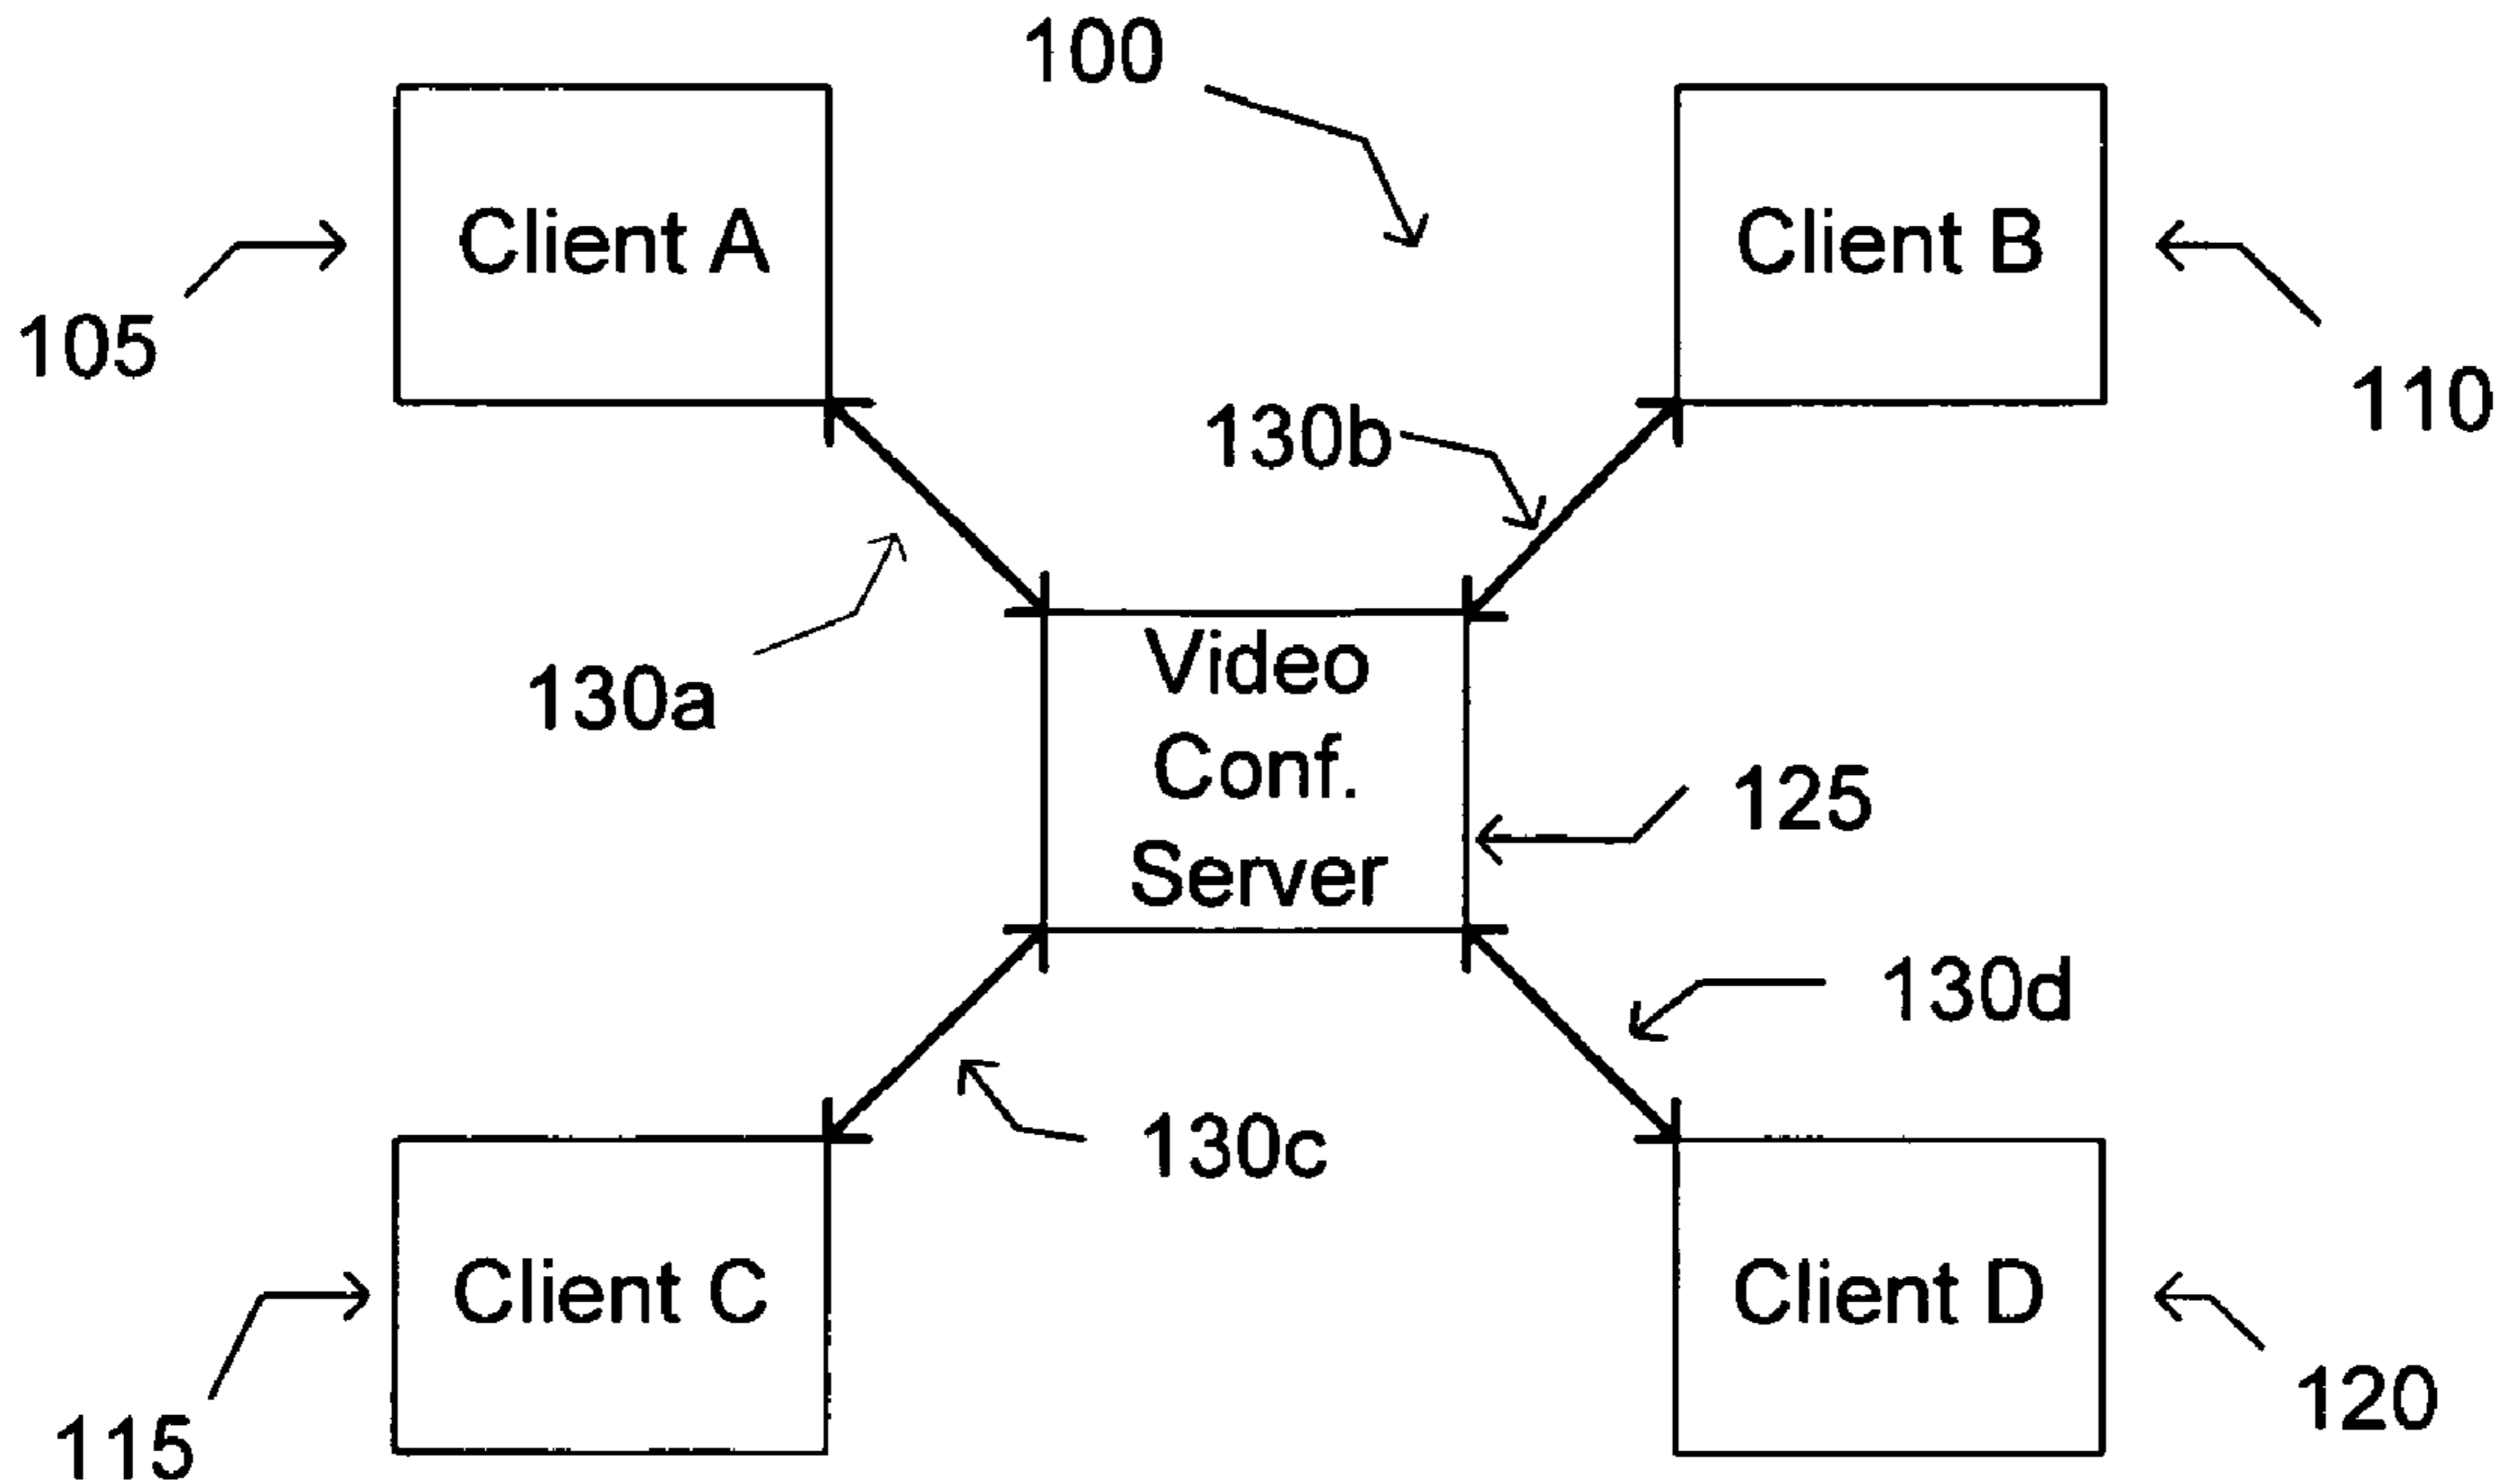 100
Client A
Client B
105
110
130b
130a
Video
Conf.
Server
125
130d
130c
Client C
Client D
115
120